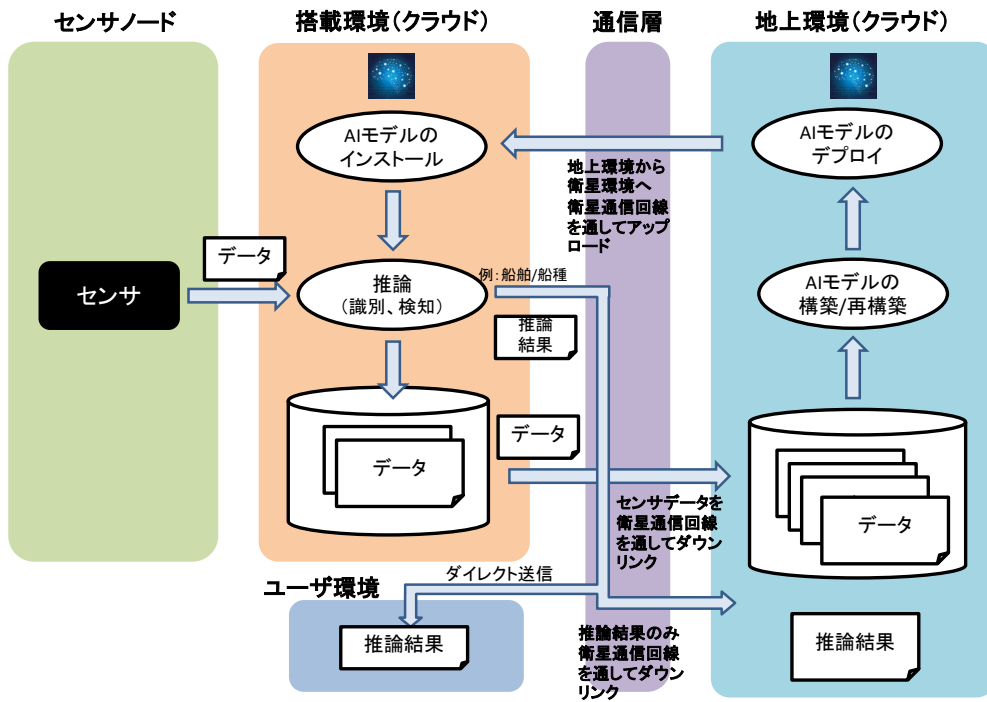 センサノード
搭載環境（クラウド）
通信層
地上環境（クラウド）
AIモデルの
インストール
AIモデルの
デプロイ
地上環境から
衛星環境へ
衛星通信回線
を通してアップ
ロード
データ
センサ
推論
（識別、検知）
例：船舶/船種
推論
結果
AIモデルの
構築/再構築
データ
データ
データ
センサデータを
衛星通信回線
を通してダウン
リンク
ダイレクト送信
ユーザ環境
推論結果
推論結果のみ
衛星通信回線
を通してダウン
リンク
推論結果